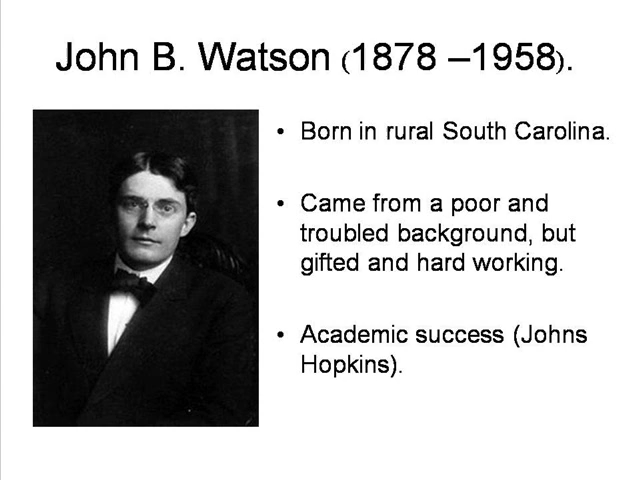 John B. Watson (1878 –1958).
• Born in rural South Carolina.
• Came from a poor and
troubled background, but
gifted and hard working.
• Academic success (Johns
Hopkins).